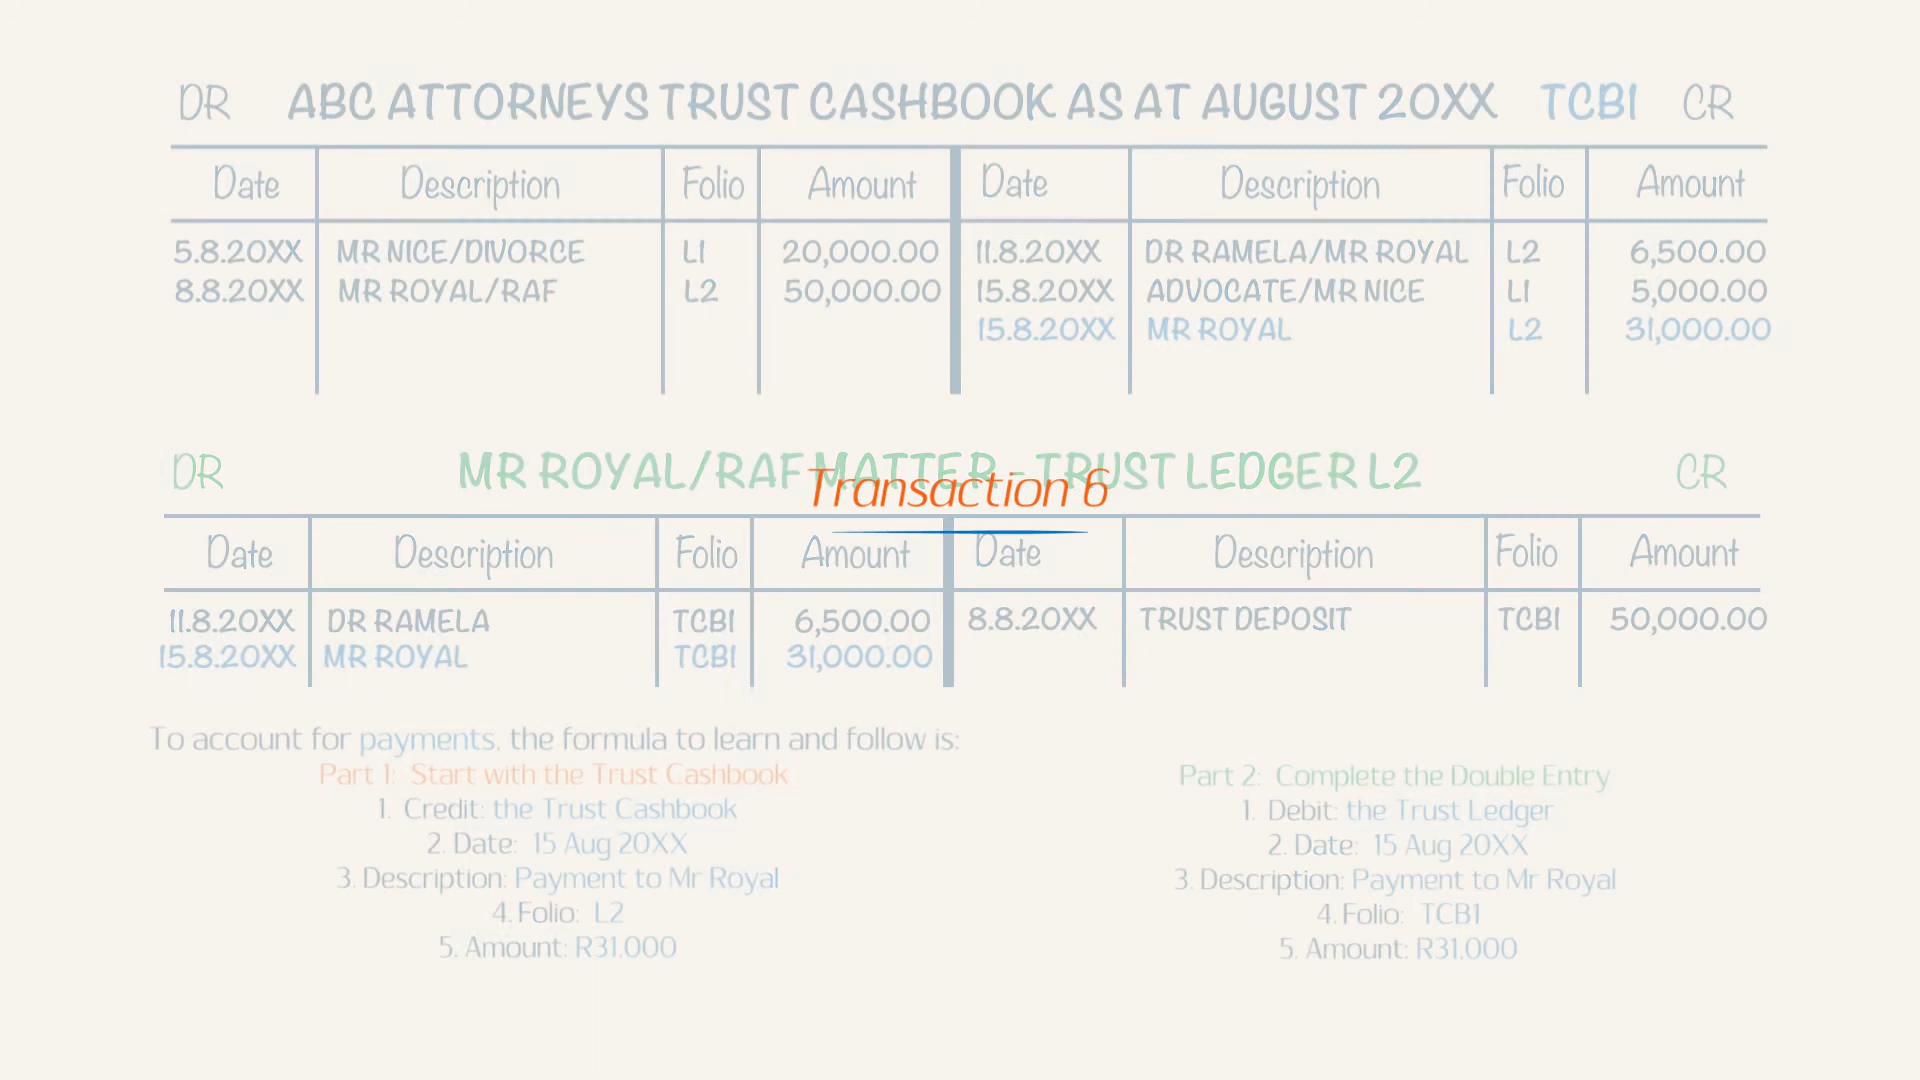 DR ABC ATTORNEYS TRUST CASHBOOK AS AT AUGUST 20XX TCB1 CR
Date Description Folio Amount Date Description Folio Amount
5.8.20XX MR NICE/DIVORCE L1 20,000.00 11.8.20XX DR RAMELA/MR ROYAL L2 6,500.00
8.8.20XX MR ROYAL/RAF L2 50,000.00 15.8.20XX ADVOCATE/MR NICE L1 5,000.00
15.8.20XX MR ROYAL L2 31,000.00
DR MR ROYAL/RAF MATTER - TRUST LEDGER L2 CR
Transaction 6
Date Description Folio Amount Date Description Folio Amount
11.8.20XX DR RAMELA TCB1 6,500.00 8.8.20XX TRUST DEPOSIT TCB1 50,000.00
15.8.20XX MR ROYAL TCB1 31,000.00
To account for payments, the formula to learn and follow is:
Part 1: Start with the Trust Cashbook
1. Credit: the Trust Cashbook
2. Date: 15 Aug 20XX
3. Description: Payment to Mr Royal
4. Folio: L2
5. Amount: R31.000
Part 2: Complete the Double Entry
1. Debit: the Trust Ledger
2. Date: 15 Aug 20XX
3. Description: Payment to Mr Royal
4. Folio: TCB1
5. Amount: R31.000